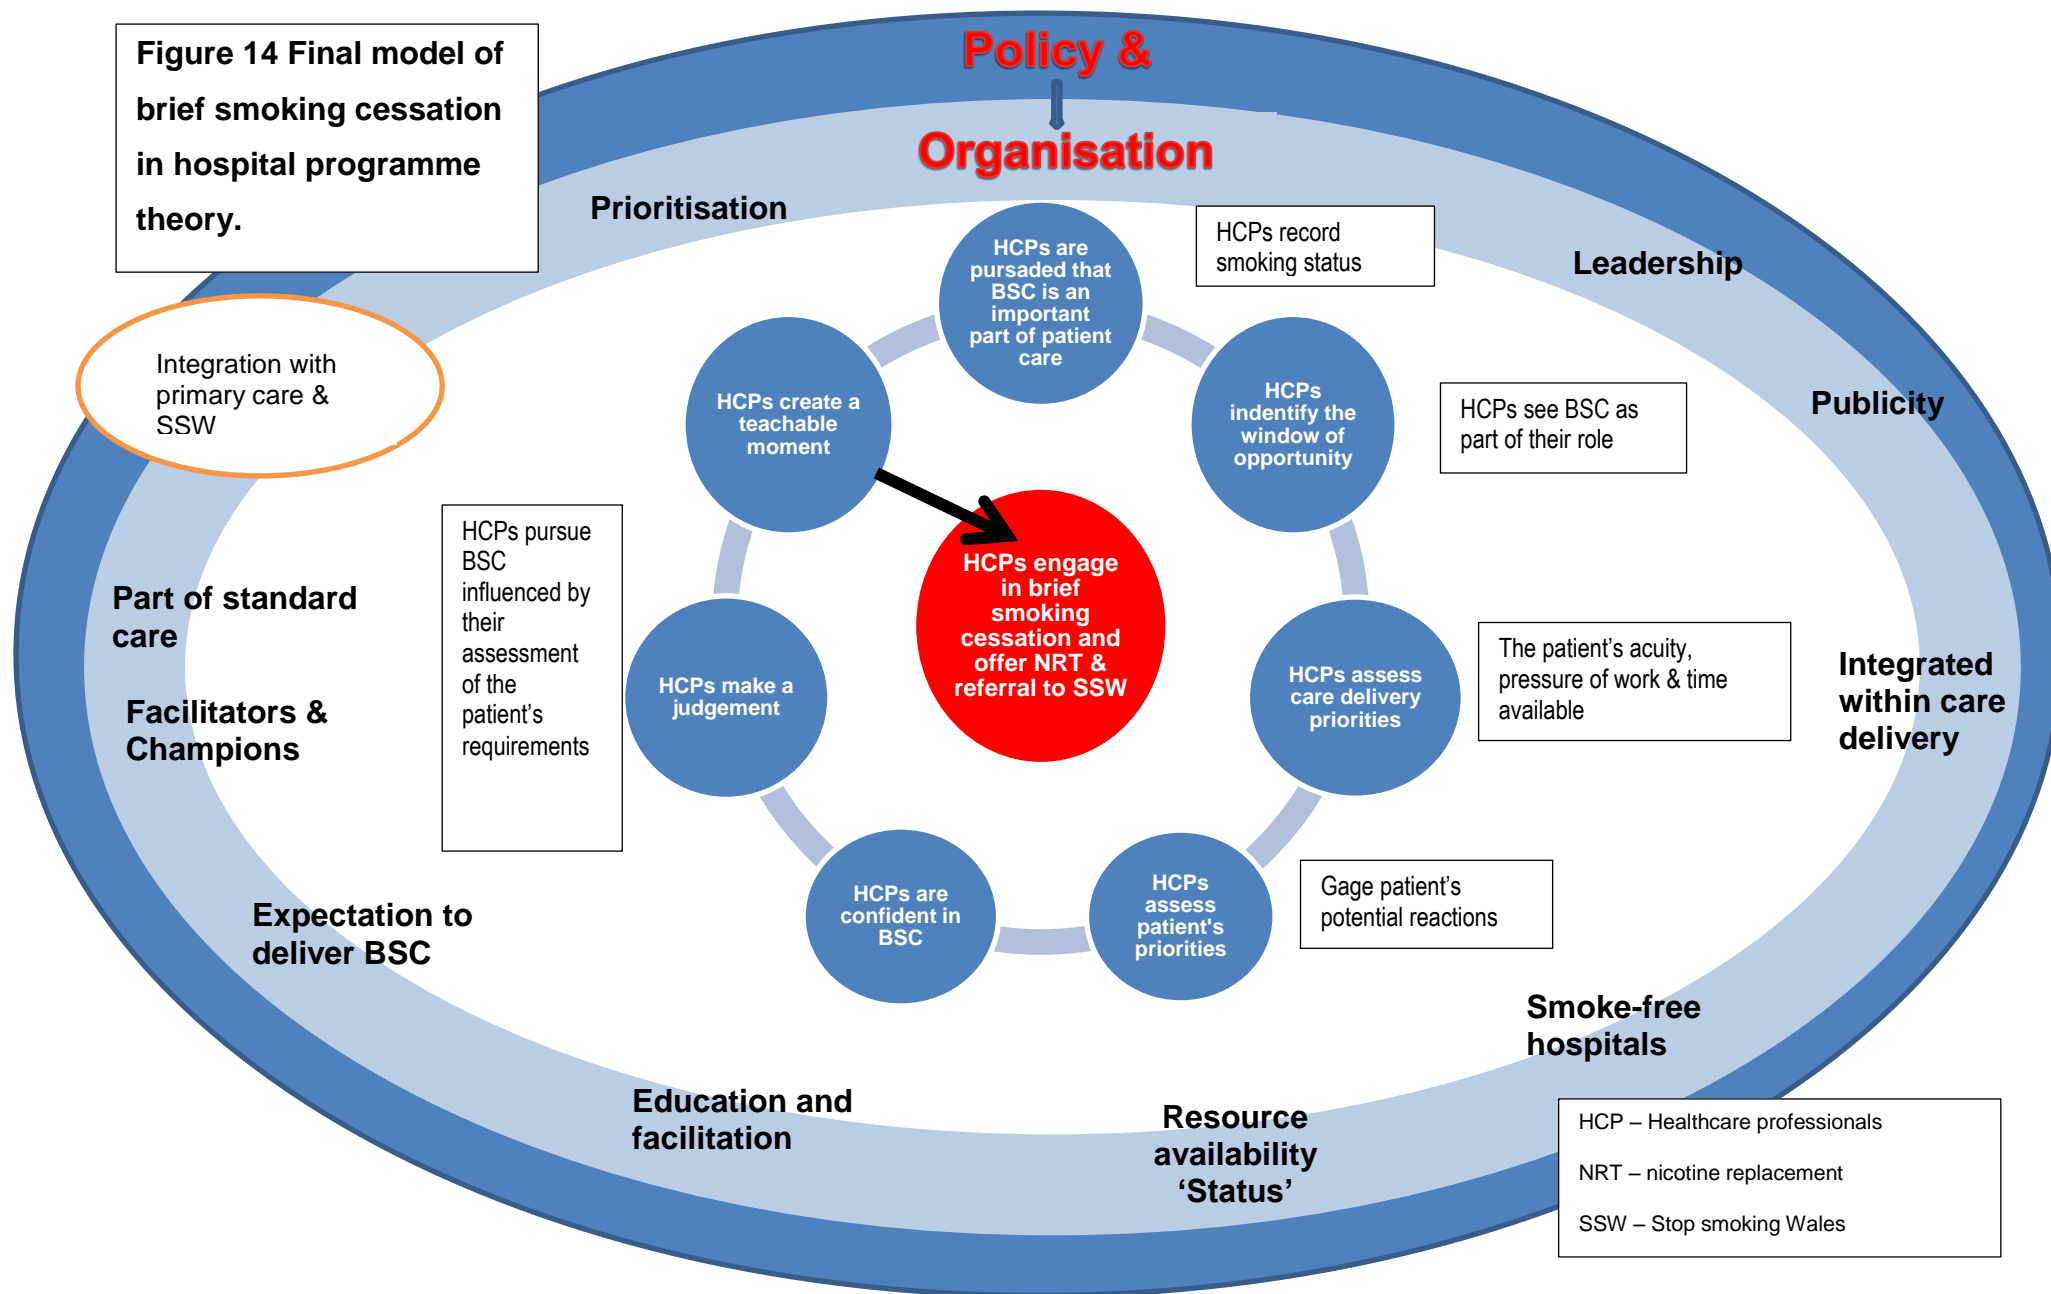 Figure 14 Final model of
brief smoking cessation
in hospital programme
theory.
Policy &
Organisation
Prioritisation
Leadership
Publicity
Integrated
within care
delivery
Smoke-free
hospitals
Resource
availability
‘Status’
Education and
facilitation
Expectation to
deliver BSC
Facilitators &
Champions
Part of standard
care
Integration with
primary care &
SSW
HCPs are
pursaded that
BSC is an
important
part of patient
care
HCPs record
smoking status
HCPs
indentify the
window of
opportunity
HCPs see BSC as
part of their role
HCPs assess
care delivery
priorities
The patient’s acuity,
pressure of work & time
available
HCPs
assess
patient's
priorities
Gage patient’s
potential reactions
HCPs are
confident in
BSC
HCPs make a
judgement
HCPs pursue
BSC
influenced by
their
assessment
of the
patient’s
requirements
HCPs create a
teachable
moment
HCPs engage
in brief
smoking
cessation and
offer NRT &
referral to SSW
HCP – Healthcare professionals
NRT – nicotine replacement
SSW – Stop smoking Wales